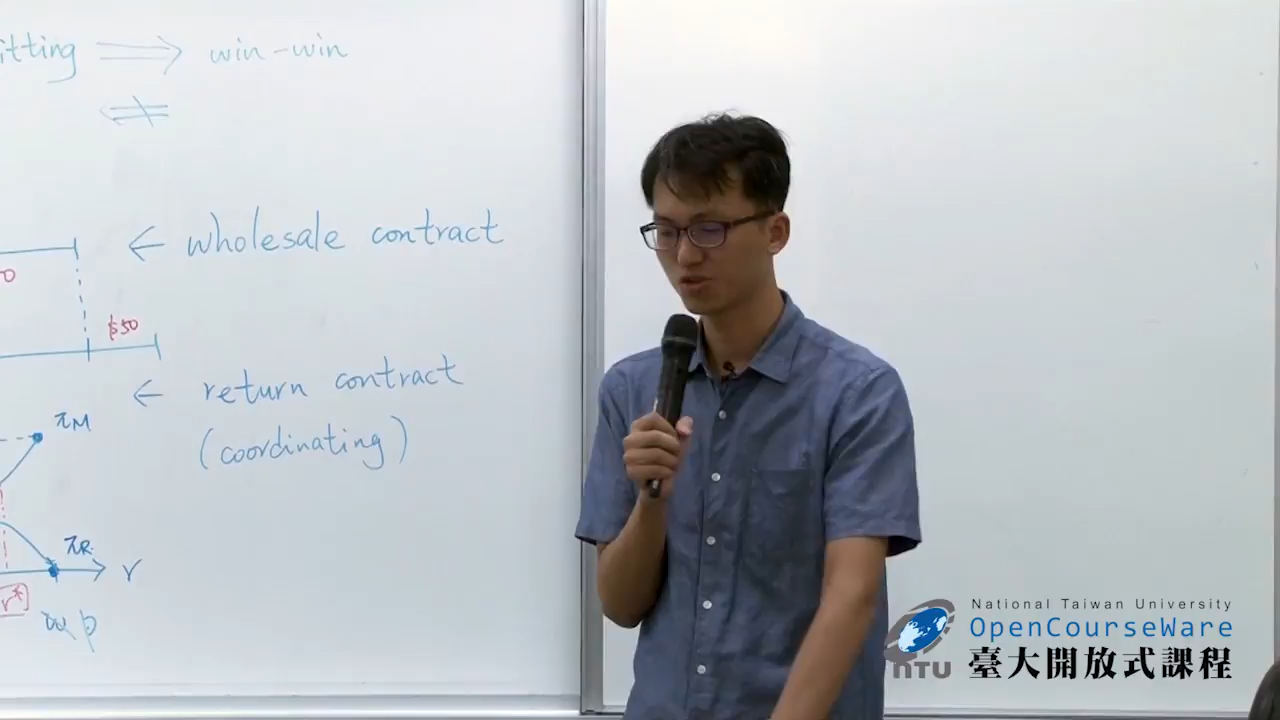 itting ⟹ win-win
⇍
← wholesale contract
0
$50
← return contract
(coordinating)
πM
πR
r
r*
p
National Taiwan University
OpenCourseWare
NTU
臺大開放式課程